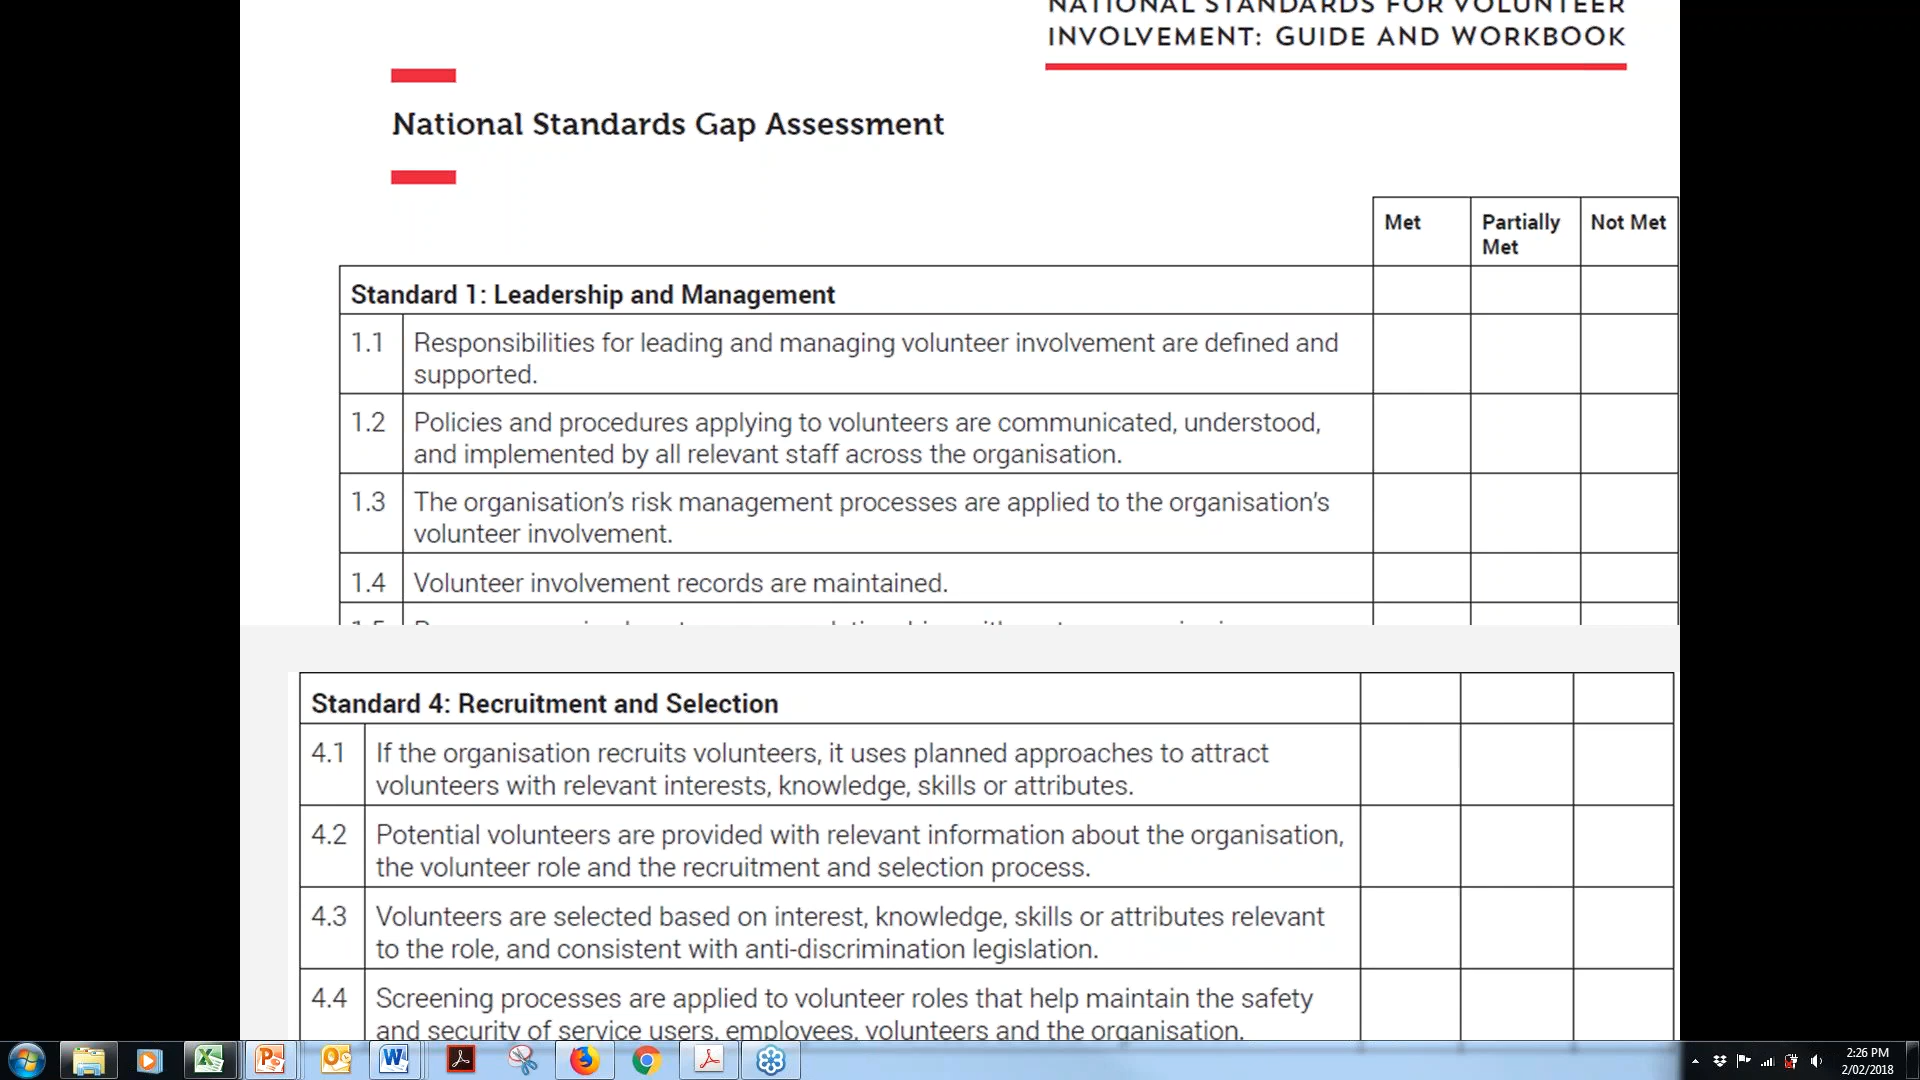 NATIONAL STANDARDS FOR VOLUNTEER
INVOLVEMENT: GUIDE AND WORKBOOK
National Standards Gap Assessment
Met
Partially
Met
Not Met
Standard 1: Leadership and Management
1.1 Responsibilities for leading and managing volunteer involvement are defined and
supported.
1.2 Policies and procedures applying to volunteers are communicated, understood,
and implemented by all relevant staff across the organisation.
1.3 The organisation's risk management processes are applied to the organisation's
volunteer involvement.
1.4 Volunteer involvement records are maintained.
Standard 4: Recruitment and Selection
4.1 If the organisation recruits volunteers, it uses planned approaches to attract
volunteers with relevant interests, knowledge, skills or attributes.
4.2 Potential volunteers are provided with relevant information about the organisation,
the volunteer role and the recruitment and selection process.
4.3 Volunteers are selected based on interest, knowledge, skills or attributes relevant
to the role, and consistent with anti-discrimination legislation.
4.4 Screening processes are applied to volunteer roles that help maintain the safety
and security of service users, employees, volunteers and the organisation.
2:26 PM
2/02/2018